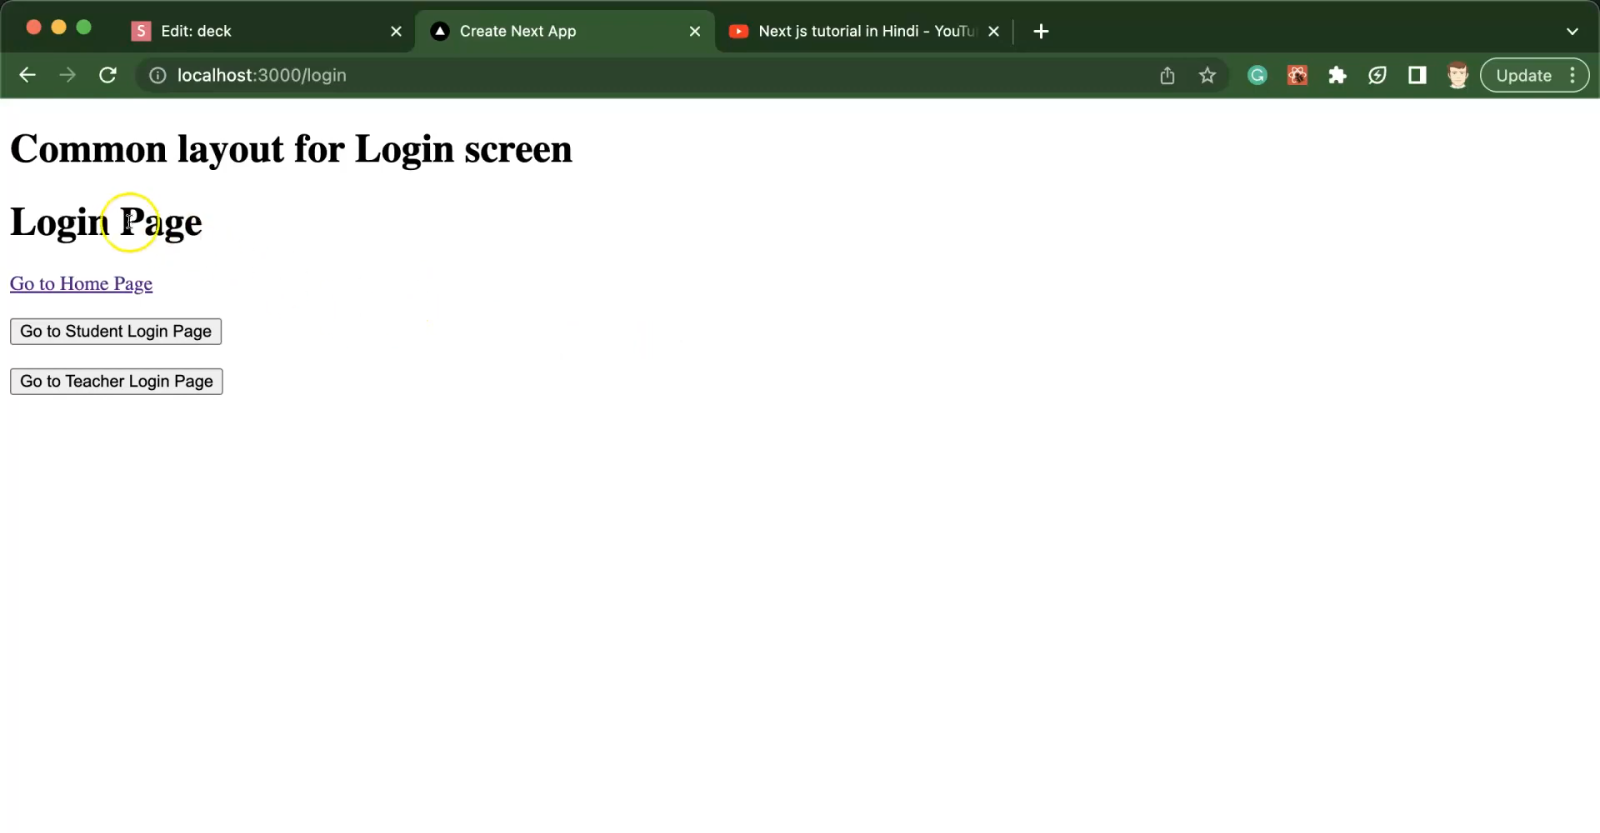 S Edit: deck
Create Next App
Next js tutorial in Hindi - YouTu
localhost:3000/login
Update
Common layout for Login screen
Login Page
Go to Home Page
Go to Student Login Page
Go to Teacher Login Page